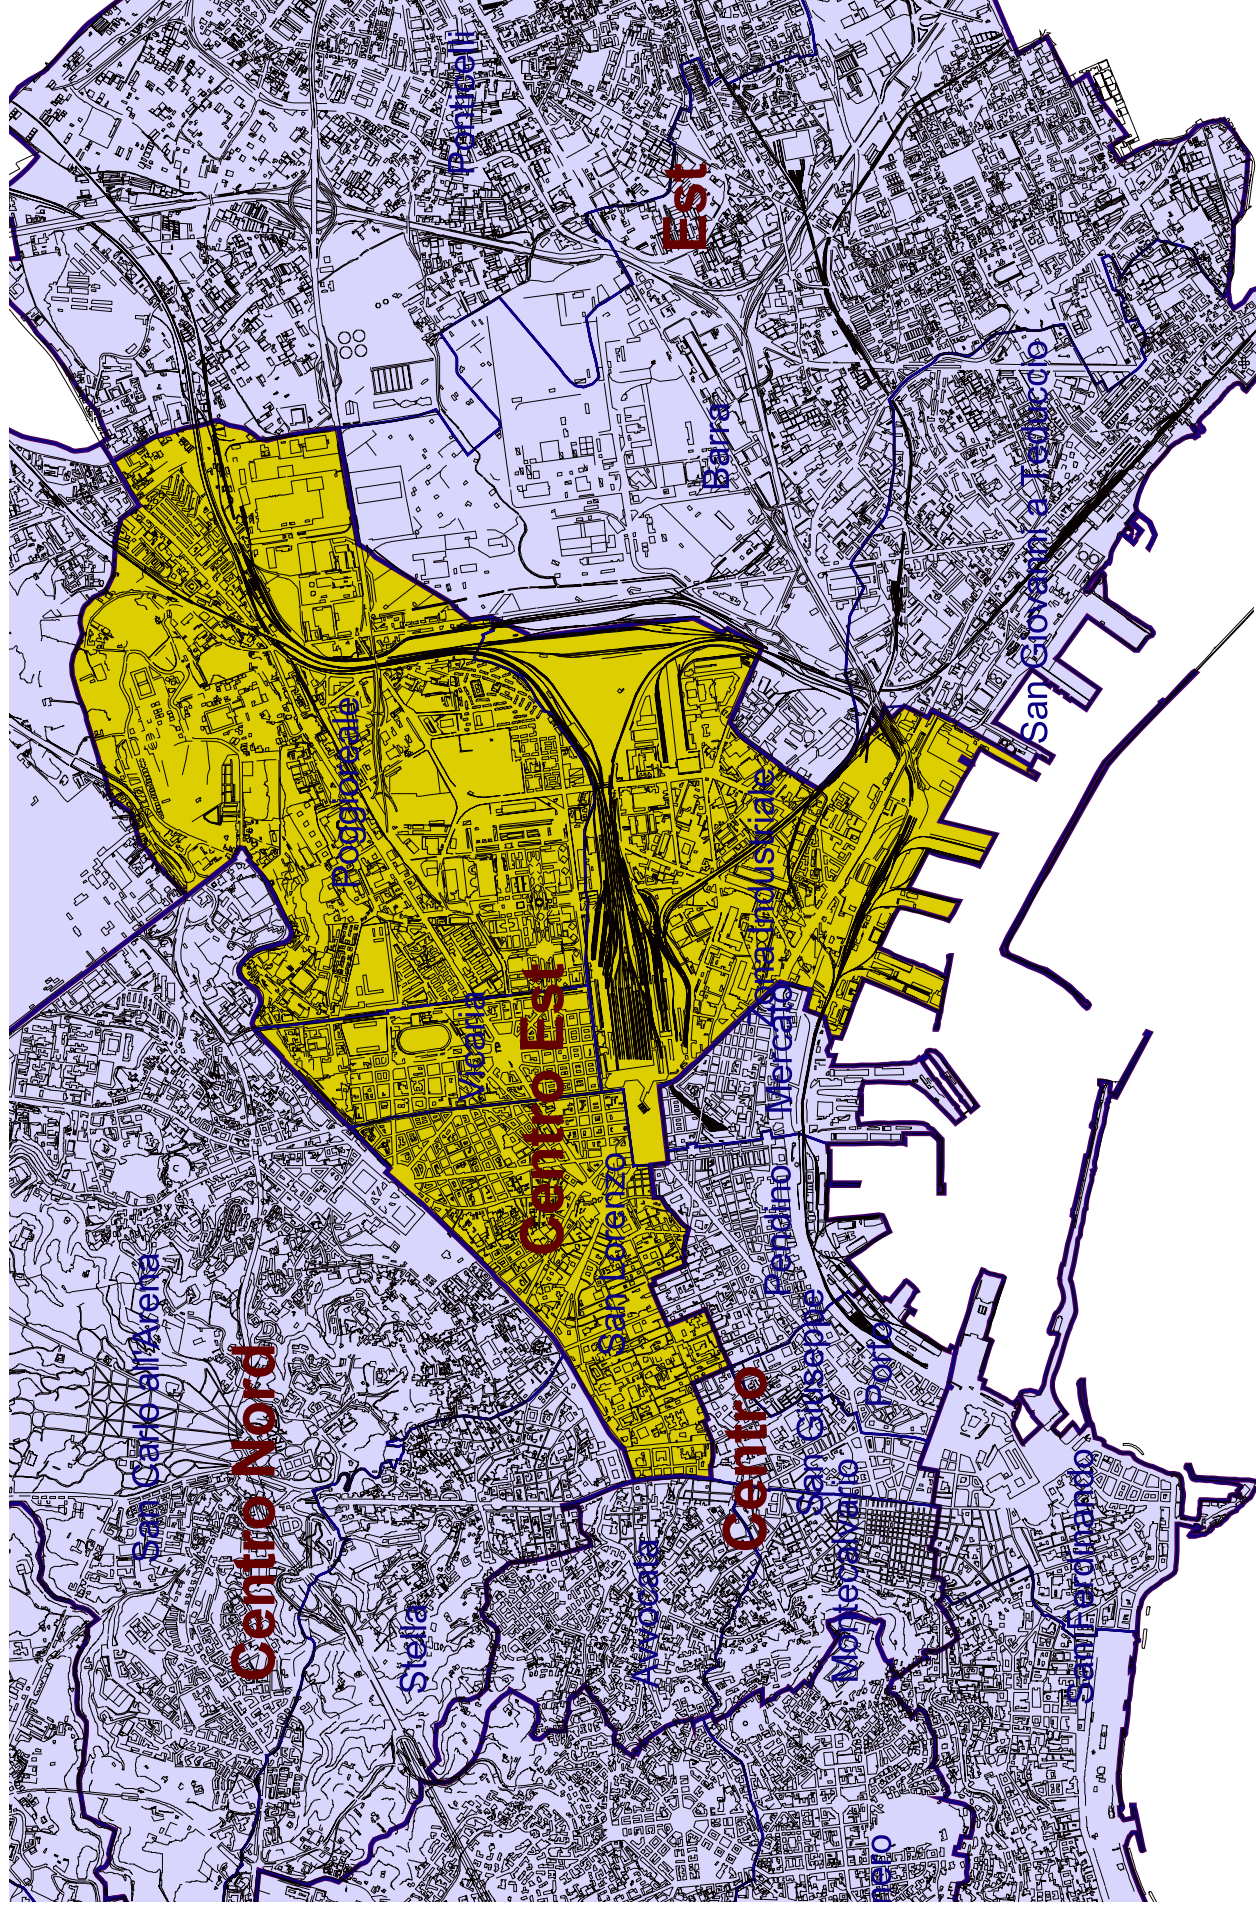 Ponticelli
Est
Barra
San Giovanni a Teduccio
Poggioreale
Zona Industriale
Vicaria
Centro Est
Mercato
San Lorenzo
Pendino
San Carlo all'Arena
Centro Nord
San Giuseppe
Porto
Centro
Stella
Avvocata
Montecalvario
San Ferdinando
mero